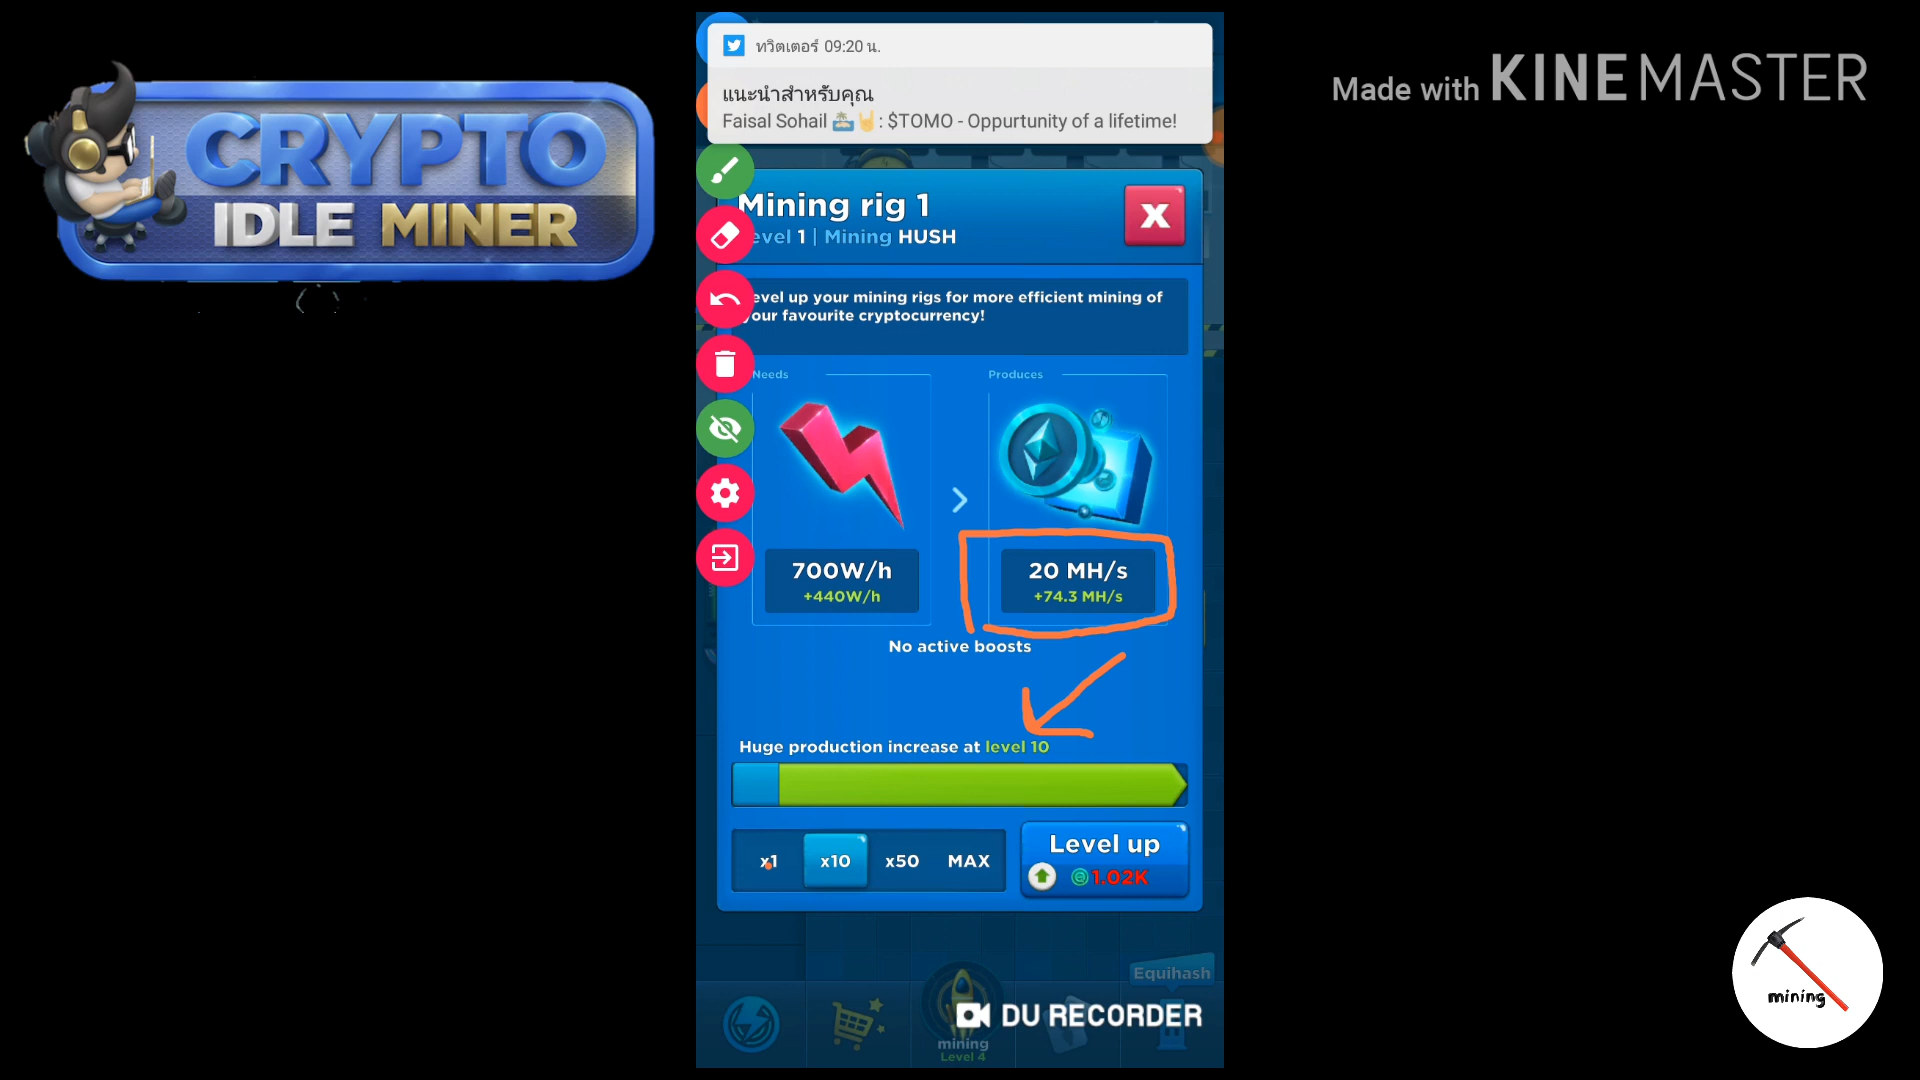 CRYPTO
IDLE MINER
Made with KINEMASTER
ทวิตเตอร์ 09:20 น.
แนะนำสำหรับคุณ
Faisal Sohail 🏝️🤘: $TOMO - Oppurtunity of a lifetime!
Mining rig 1
evel 1 | Mining HUSH
X
evel up your mining rigs for more efficient mining of
your favourite cryptocurrency!
Needs
Produces
700W/h
+440W/h
20 MH/s
+74.3 MH/s
No active boosts
Huge production increase at level 10
x1 x10 x50 MAX
Level up
1.02K
Equihash
DU RECORDER
mining
Level 4
mining